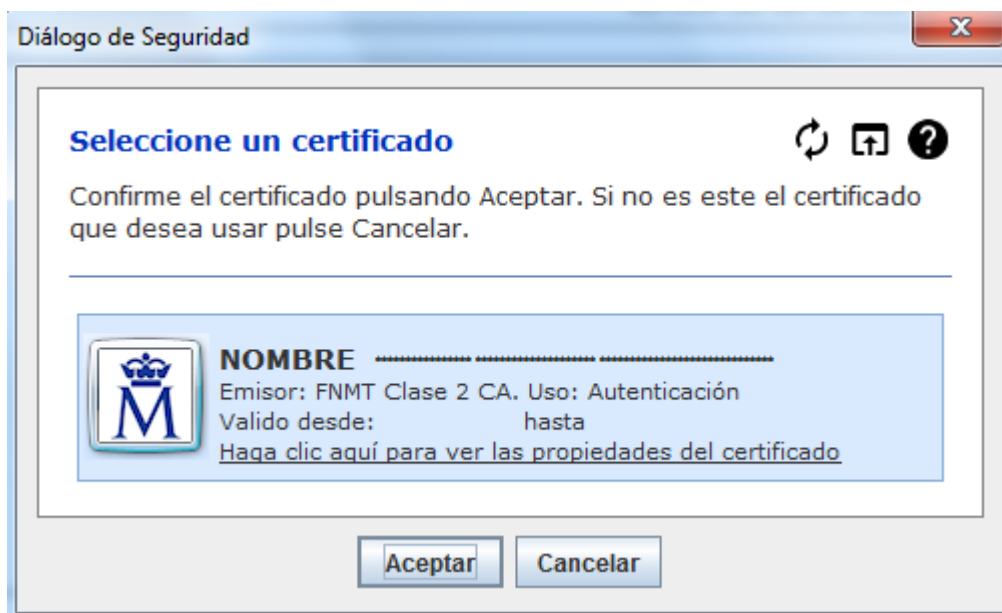 Diálogo de Seguridad
Seleccione un certificado
Confirme el certificado pulsando Aceptar. Si no es este el certificado
que desea usar pulse Cancelar.
NOMBRE
Emisor: FNMT Clase 2 CA. Uso: Autenticación
Valido desde: hasta
Haga clic aquí para ver las propiedades del certificado
Aceptar Cancelar